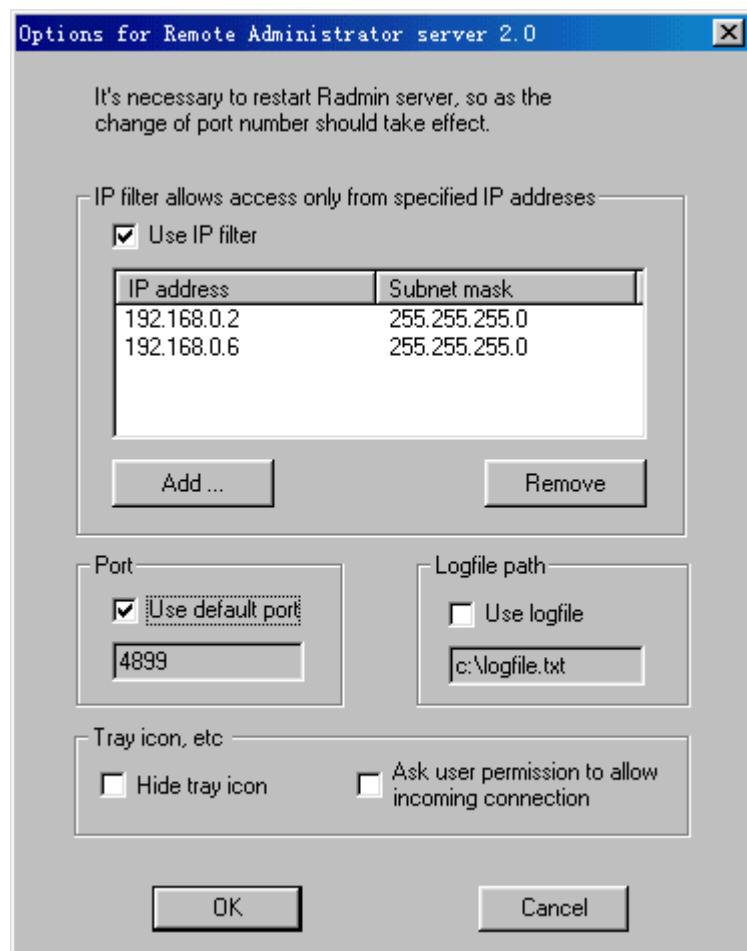 Options for Remote Administrator server 2.0
It's necessary to restart Radmin server, so as the
change of port number should take effect.
IP filter allows access only from specified IP addreses
Use IP filter
IP address Subnet mask
192.168.0.2 255.255.255.0
192.168.0.6 255.255.255.0
Add ... Remove
Port Logfile path
Use default port Use logfile
4899 c:\logfile.txt
Tray icon, etc
Hide tray icon
Ask user permission to allow
incoming connection
OK Cancel